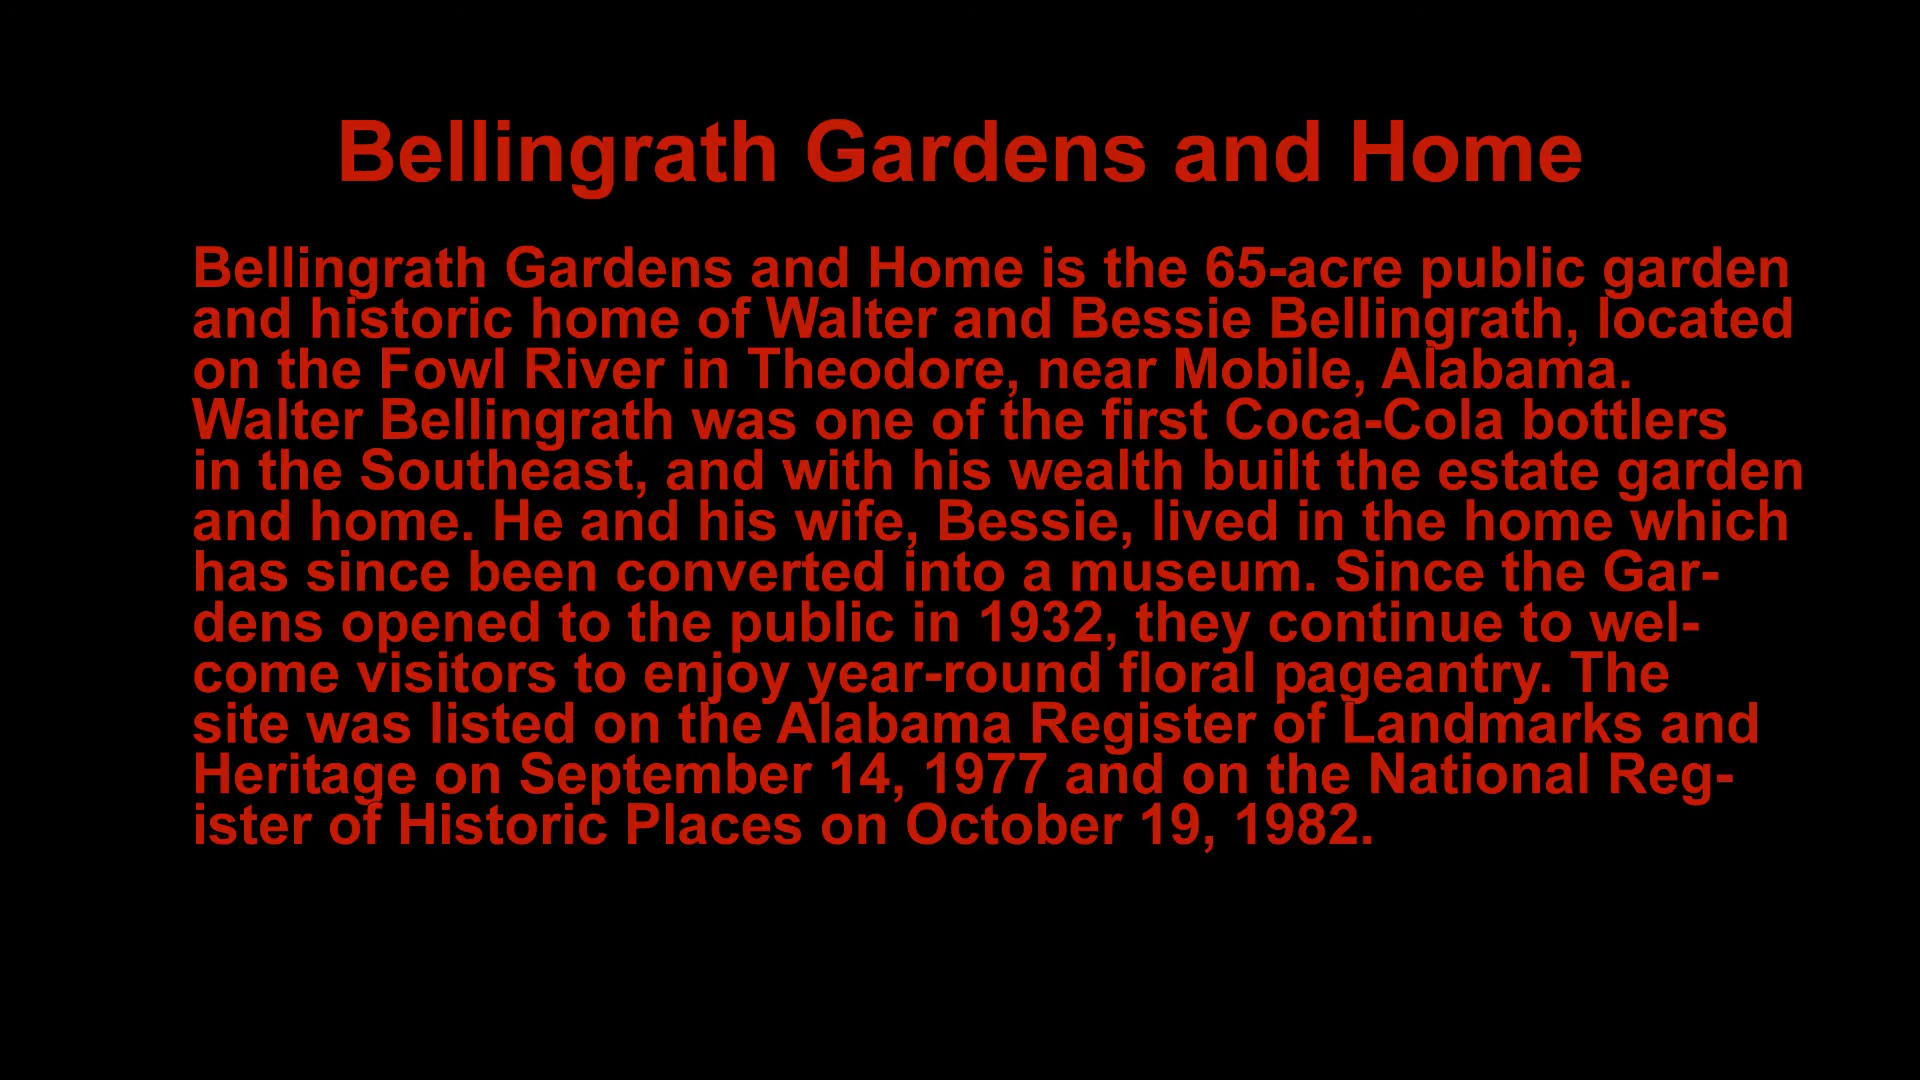 Bellingrath Gardens and Home
Bellingrath Gardens and Home is the 65-acre public garden
and historic home of Walter and Bessie Bellingrath, located
on the Fowl River in Theodore, near Mobile, Alabama.
Walter Bellingrath was one of the first Coca-Cola bottlers
in the Southeast, and with his wealth built the estate garden
and home. He and his wife, Bessie, lived in the home which
has since been converted into a museum. Since the Gar-
dens opened to the public in 1932, they continue to wel-
come visitors to enjoy year-round floral pageantry. The
site was listed on the Alabama Register of Landmarks and
Heritage on September 14, 1977 and on the National Reg-
ister of Historic Places on October 19, 1982.